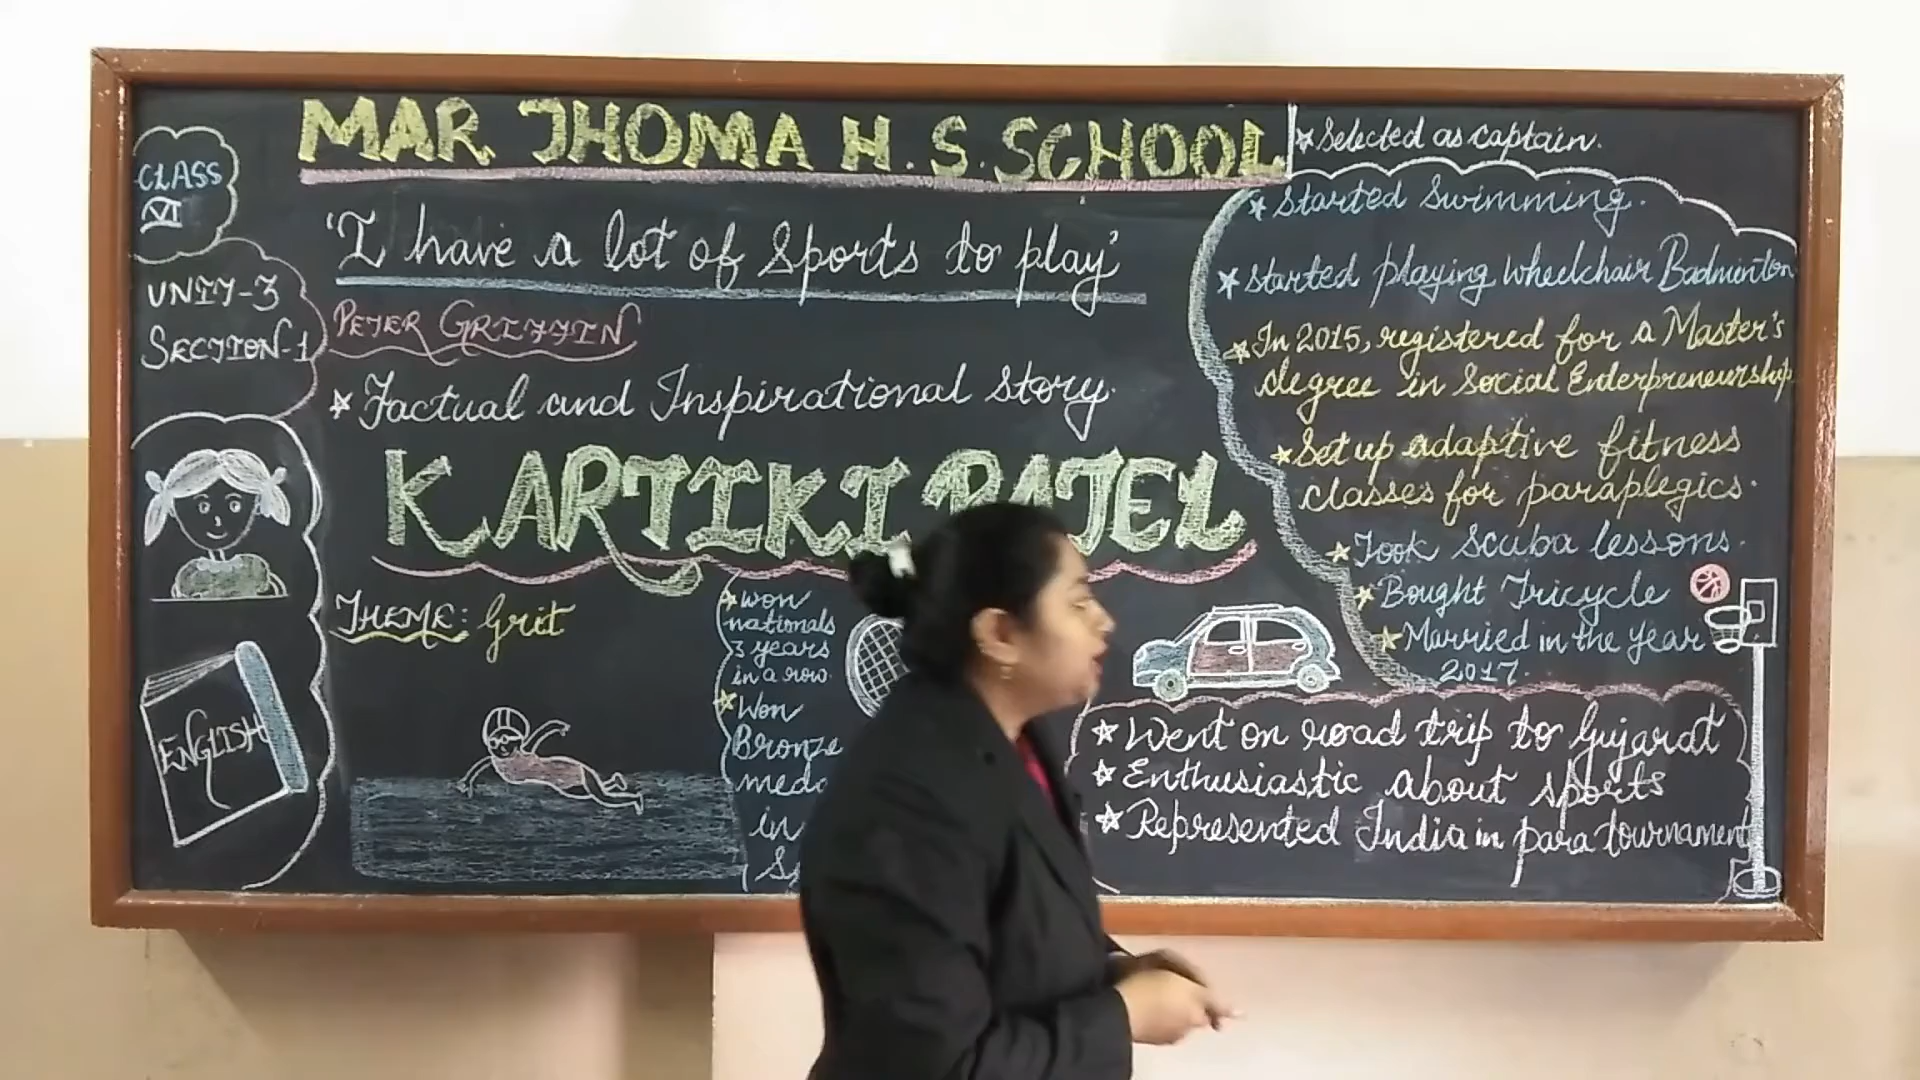 MAR THOMA H.S.SCHOOL
CLASS
VI
UNIT-3
SECTION-1
'I have a lot of Sports to play'
PETER GRIFFIN
* Factual and Inspirational story.
KARTIKI PATEL
THEME: Grit
ENGLISH
* won
nationals
3 years
in a row.
* Won
Bronze
in
* Selected as captain.
* started Swimming.
* started playing wheelchair Badminton
* In 2015, registered for a Master's
degree in Social Enterpreneurship
* Set up adaptive fitness
classes for paraplegics.
* Took Scuba lessons.
* Bought Tricycle
* Married in the year
2017.
* Went on road trip to Gujarat
* Enthusiastic about sports
* Represented India in para tournament